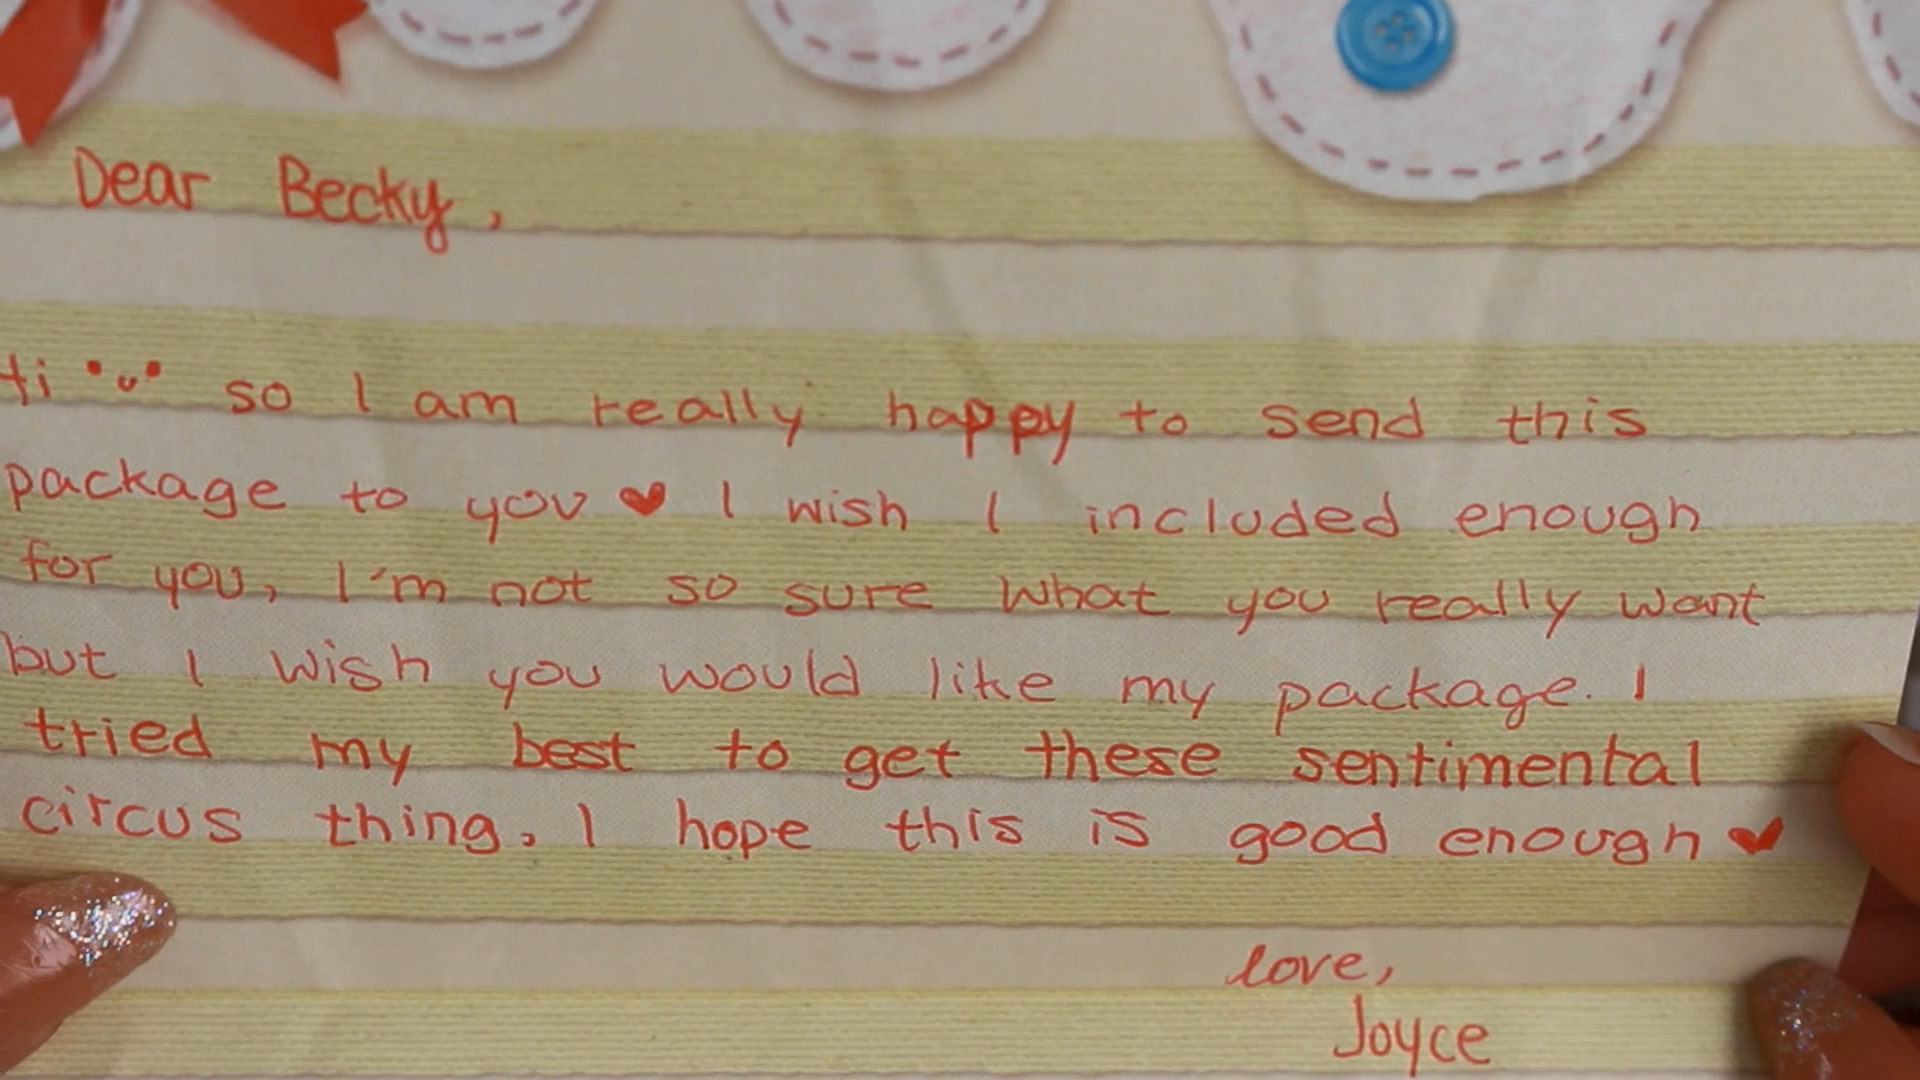 Dear Becky,
Hi •ᴗ• so I am really happy to send this
package to you ♥ I wish I included enough
for you, I'm not so sure what you really want
but I wish you would like my package. I
tried my best to get these sentimental
circus thing. I hope this is good enough ♥
love,
Joyce